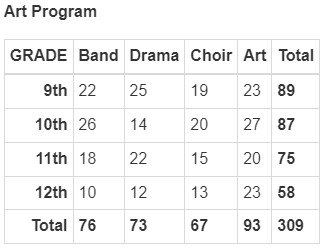 Art Program
GRADE Band Drama Choir Art Total
9th 22 25 19 23 89
10th 26 14 20 27 87
11th 18 22 15 20 75
12th 10 12 13 23 58
Total 76 73 67 93 309